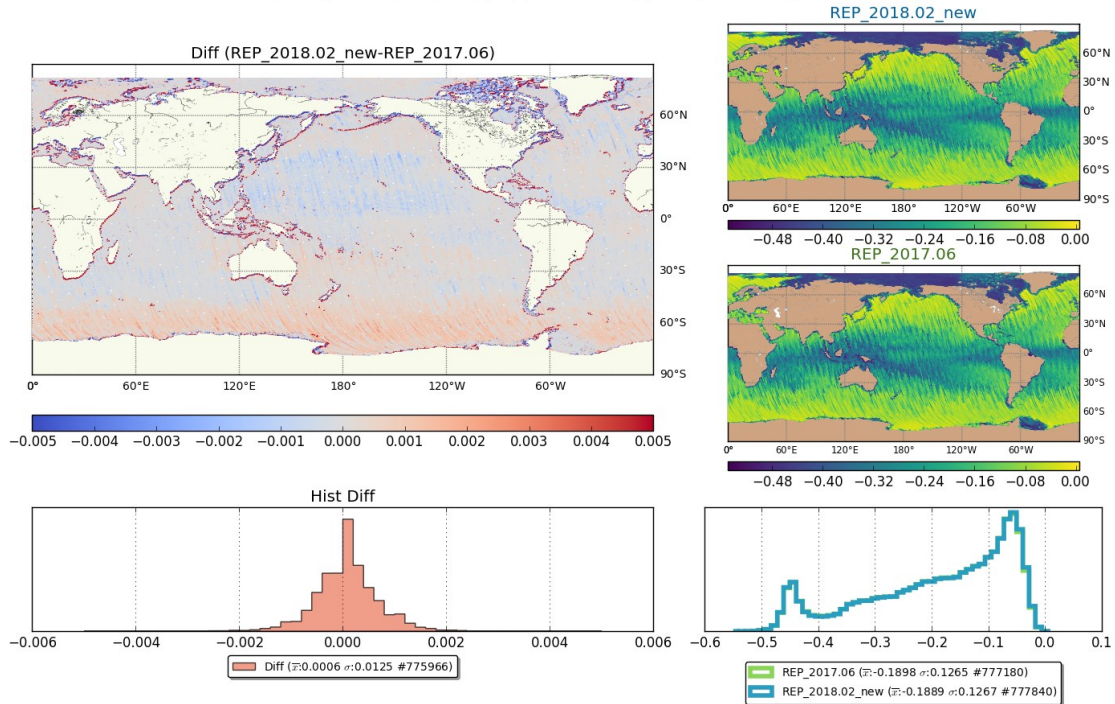 REP_2018.02_new
Diff (REP_2018.02_new-REP_2017.06)
60°N
30°N
0°
30°S
60°S
90°S
0° 60°E 120°E 180° 120°W 60°W
−0.005 −0.004 −0.003 −0.002 −0.001 0.000 0.001 0.002 0.003 0.004 0.005
60°N
30°N
0°
30°S
60°S
90°S
0° 60°E 120°E 180° 120°W 60°W
−0.48 −0.40 −0.32 −0.24 −0.16 −0.08 0.00
REP_2017.06
60°N
30°N
0°
30°S
60°S
90°S
0° 60°E 120°E 180° 120°W 60°W
−0.48 −0.40 −0.32 −0.24 −0.16 −0.08 0.00
Hist Diff
−0.006 −0.004 −0.002 0.000 0.002 0.004 0.006
Diff (x̅:0.0006 σ:0.0125 #775966)
−0.6 −0.5 −0.4 −0.3 −0.2 −0.1 0.0 0.1
REP_2017.06 (x̅:-0.1898 σ:0.1265 #777180)
REP_2018.02_new (x̅:-0.1889 σ:0.1267 #777840)